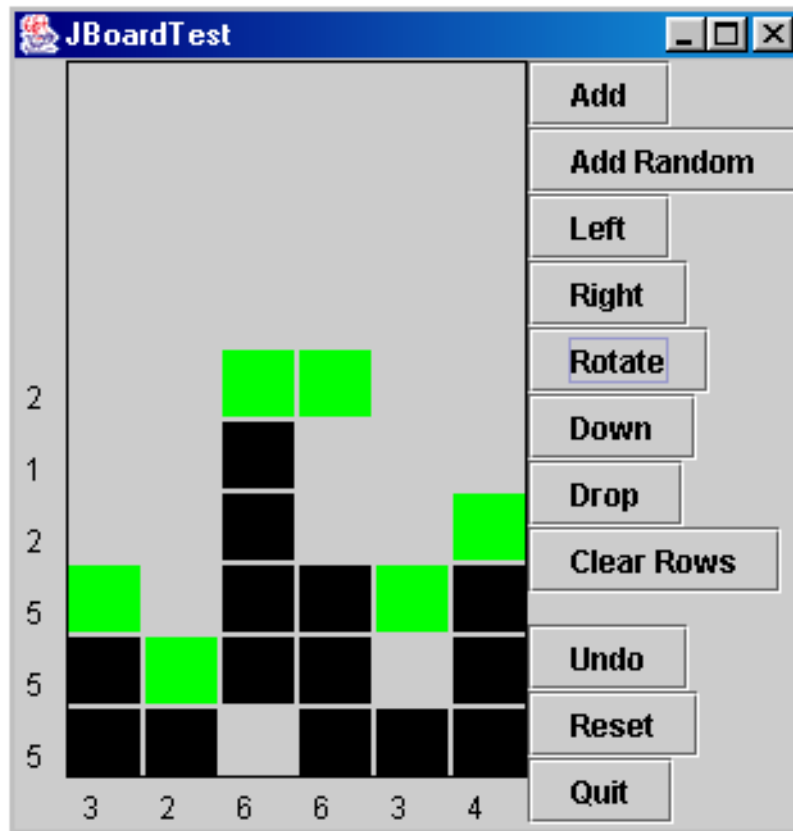 JBoardTest
Add
Add Random
Left
Right
2
Rotate
1
Down
2
Drop
5
Clear Rows
5
Undo
5
Reset
3 2 6 6 3 4
Quit